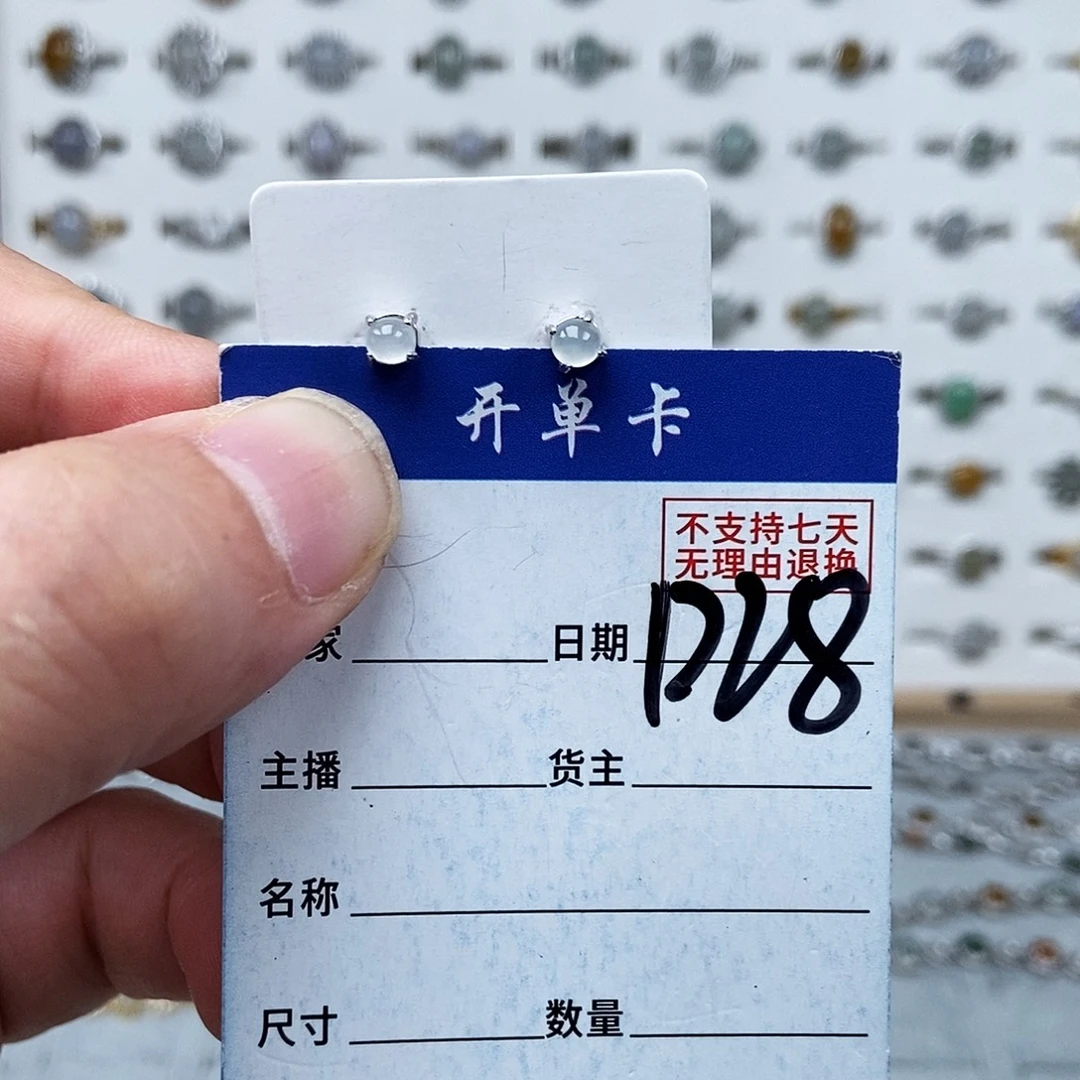 开单卡
不支持七天
无理由退换
家 日期
主播 货主
名称
尺寸 数量